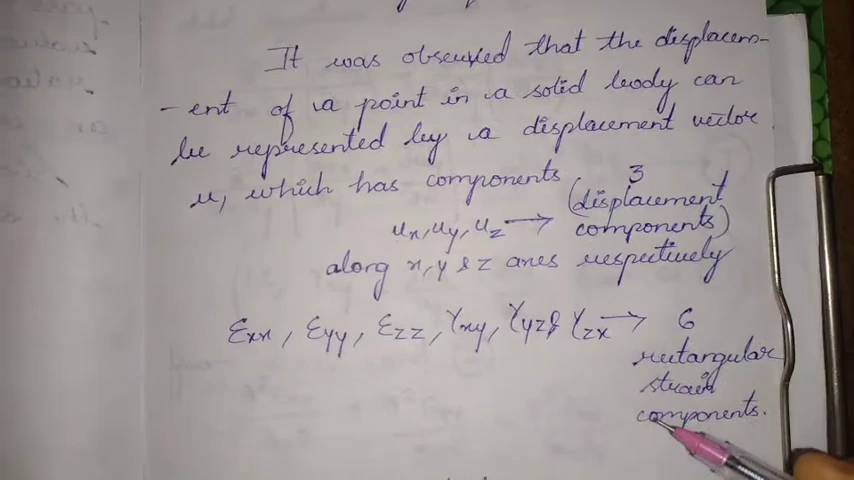 It was observed that the displacem-
-ent of a point in a solid body can
be represented by a displacement vector
u, which has components 3
ux, uy, uz → (displacement components)
along x, y & z axes respectively
εxx, εyy, εzz, γxy, γyz & γzx → 6
rectangular
strain
components.